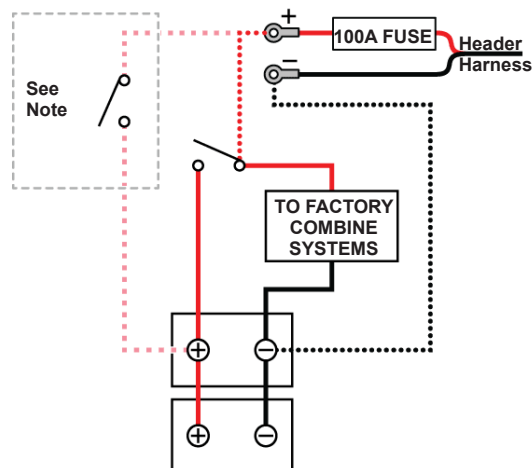 See
Note
+
100A FUSE
Header
Harness
−
TO FACTORY
COMBINE
SYSTEMS
+ −
+ −